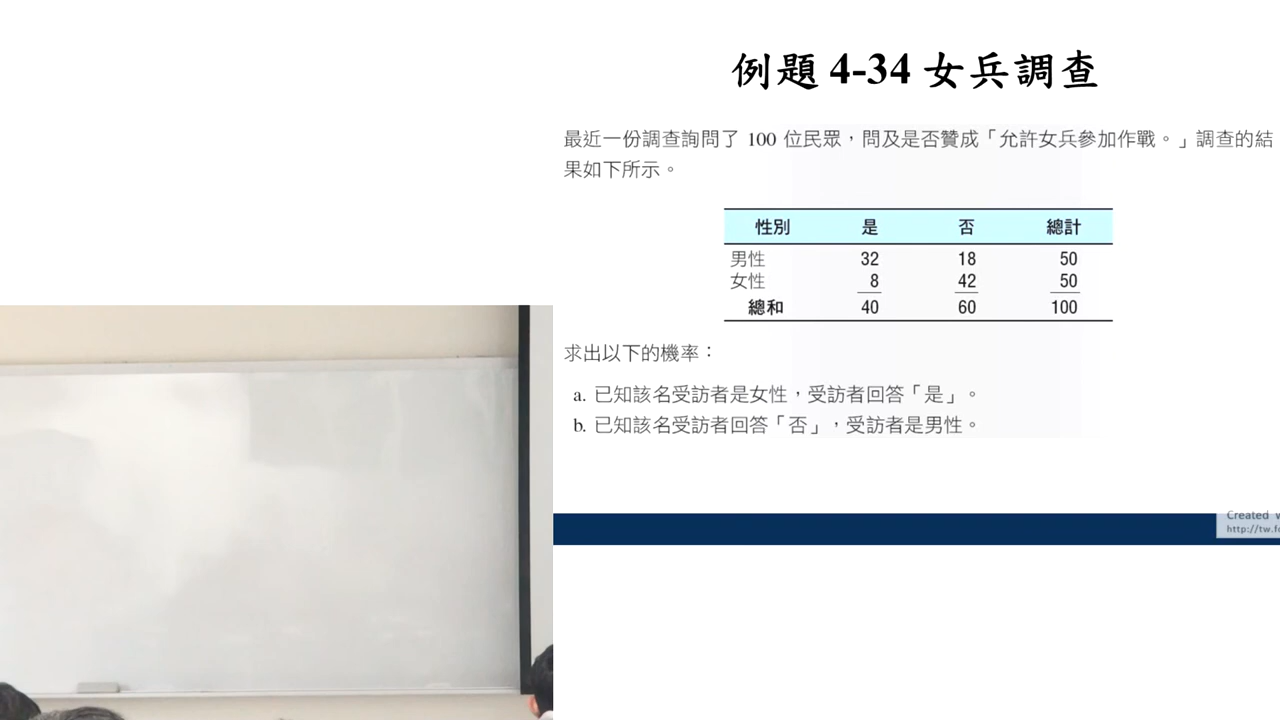 例題 4-34 女兵調查
最近一份調查詢問了 100 位民眾，問及是否贊成「允許女兵參加作戰。」調查的結
果如下所示。
性別 是 否 總計
男性 32 18 50
女性 8 42 50
總和 40 60 100
求出以下的機率：
a. 已知該名受訪者是女性，受訪者回答「是」。
b. 已知該名受訪者回答「否」，受訪者是男性。
Created
http://tw.fo